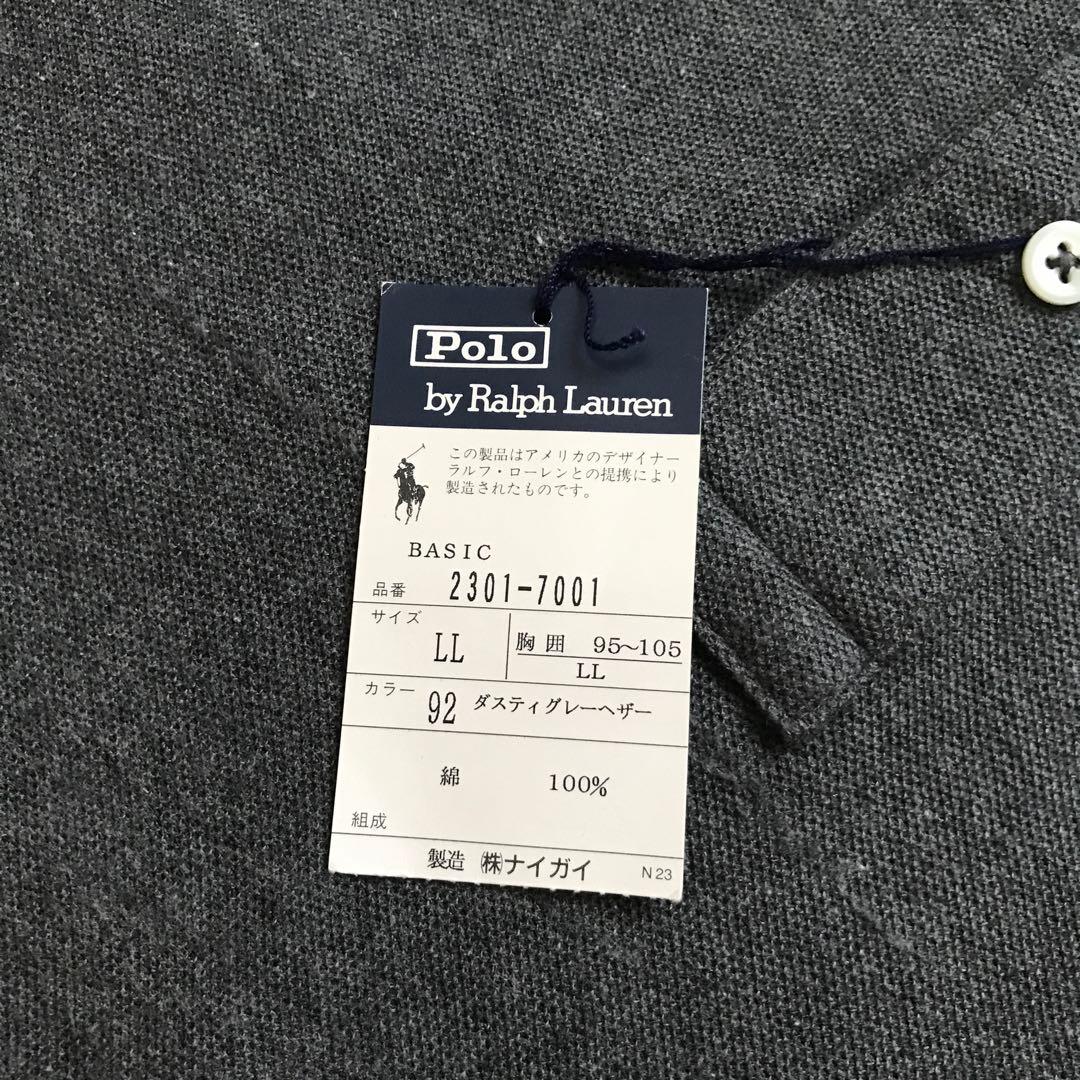 Polo
by Ralph Lauren
この製品はアメリカのデザイナー
ラルフ・ローレンとの提携により
製造されたものです。
BASIC
品番 2301-7001
サイズ
LL 胸囲 95~105
LL
カラー 92 ダスティグレーヘザー
綿 100%
組成
製造 ㈱ナイガイ N23